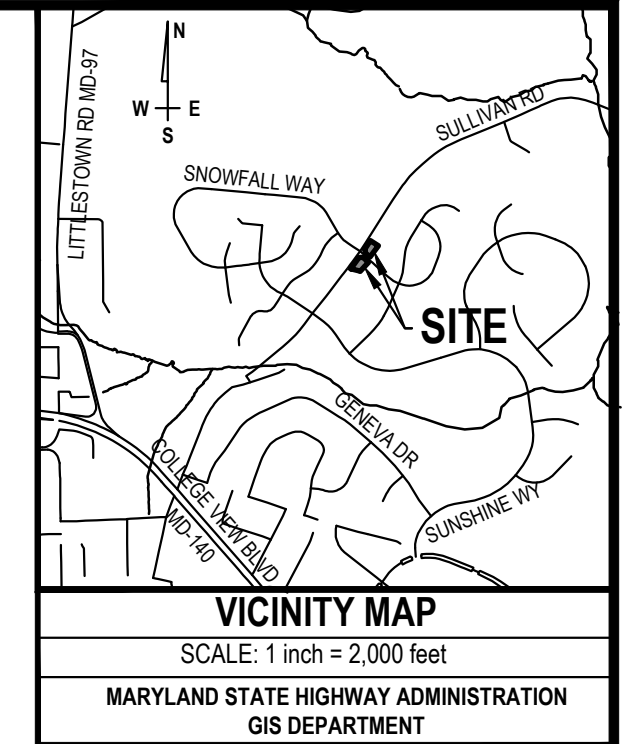 N
W E
S
LITTLESTOWN RD MD-97
SULLIVAN RD
SNOWFALL WAY
SITE
GENEVA DR
COLLEGE VIEW BLVD
MD-140
SUNSHINE WY
VICINITY MAP
SCALE: 1 inch = 2,000 feet
MARYLAND STATE HIGHWAY ADMINISTRATION
GIS DEPARTMENT